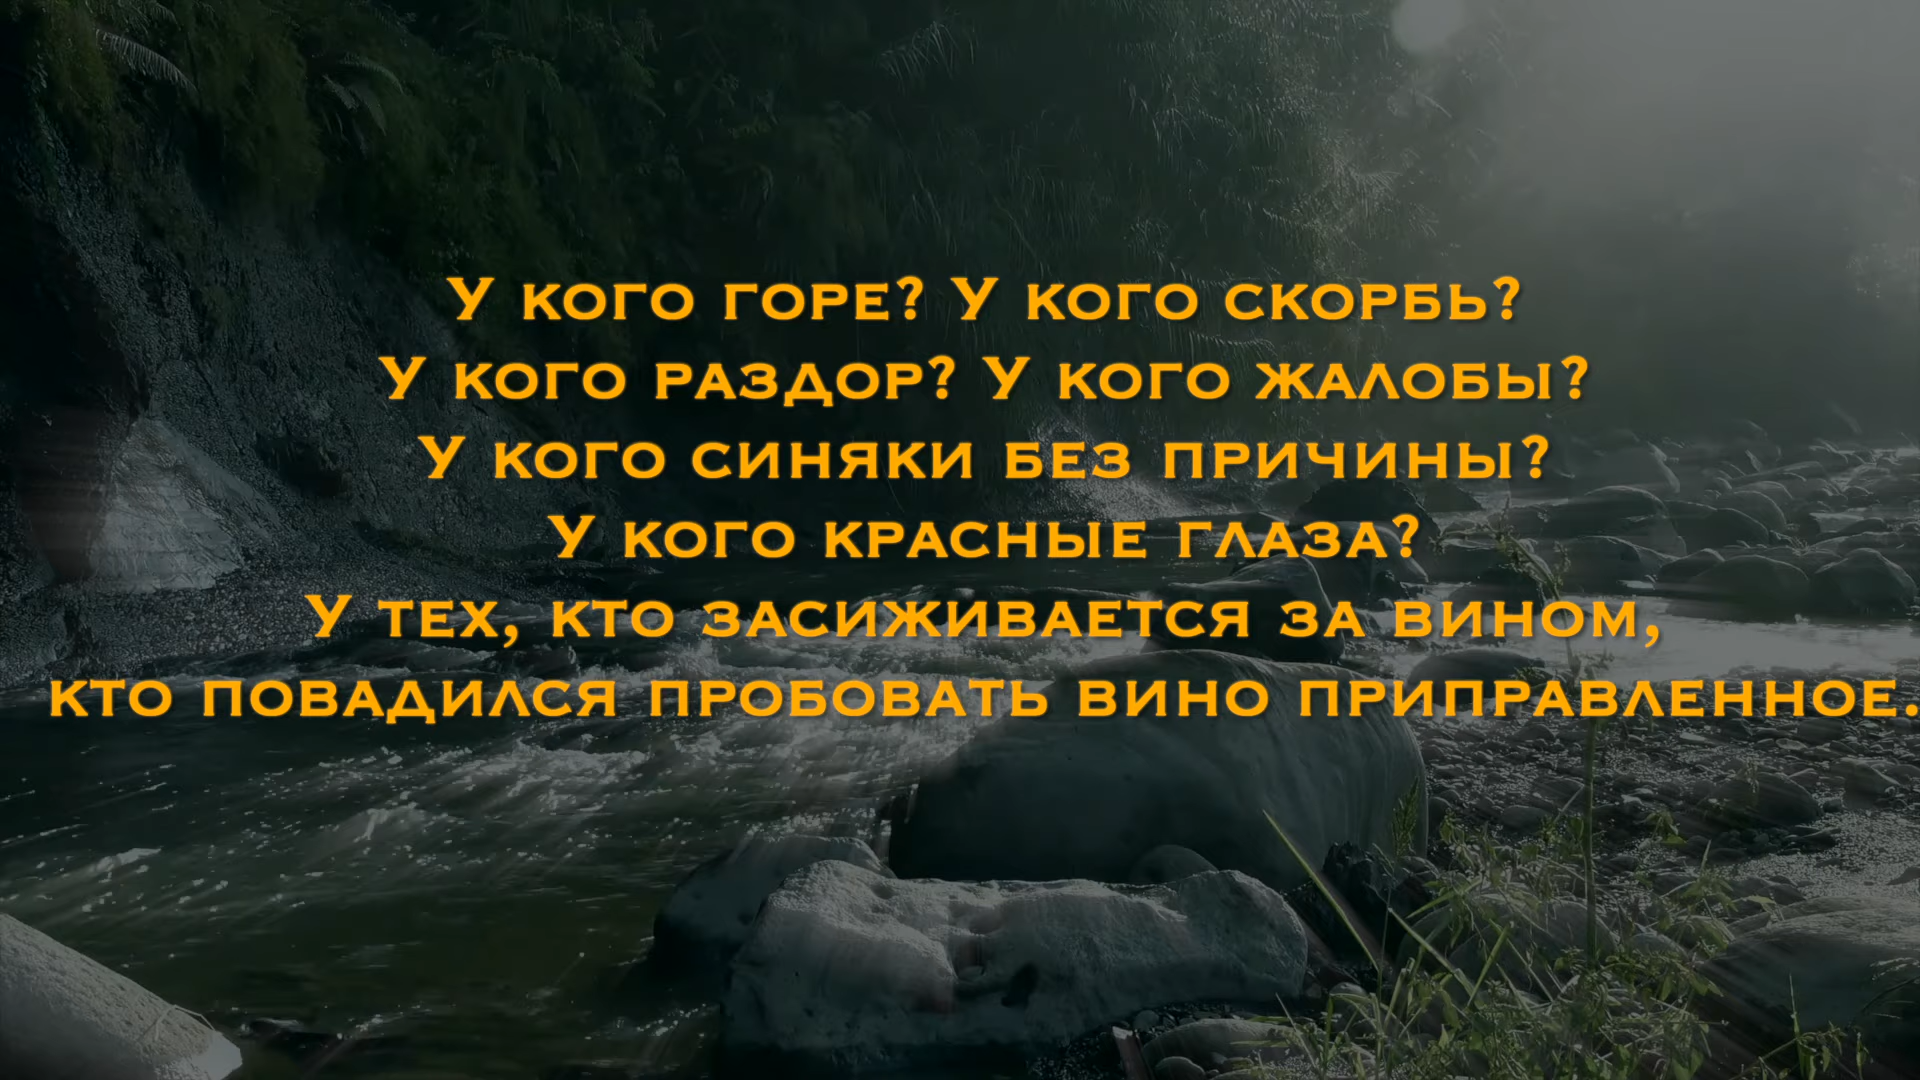 У кого горе? У кого скорбь?
У кого раздор? У кого жалобы?
У кого синяки без причины?
У кого красные глаза?
У тех, кто засиживается за вином,
кто повадился пробовать вино приправленное.